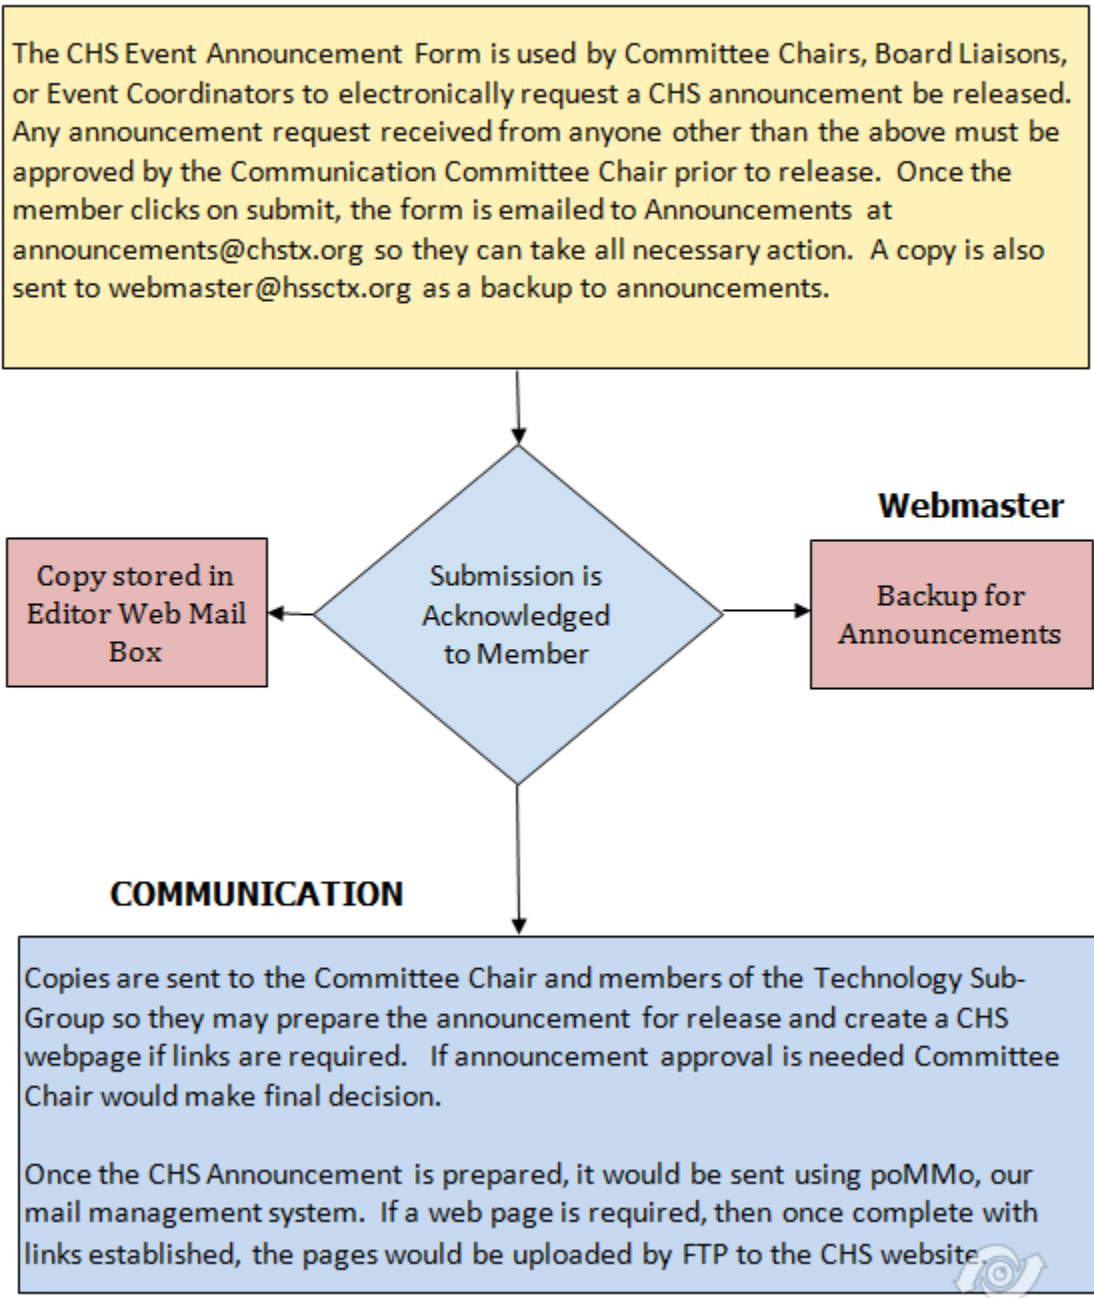 The CHS Event Announcement Form is used by Committee Chairs, Board Liaisons,
or Event Coordinators to electronically request a CHS announcement be released.
Any announcement request received from anyone other than the above must be
approved by the Communication Committee Chair prior to release.  Once the
member clicks on submit, the form is emailed to Announcements at
announcements@chstx.org so they can take all necessary action.  A copy is also
sent to webmaster@hssctx.org as a backup to announcements.
Webmaster
Copy stored in
Editor Web Mail
Box
Submission is
Acknowledged
to Member
Backup for
Announcements
COMMUNICATION
Copies are sent to the Committee Chair and members of the Technology Sub-
Group so they may prepare the announcement for release and create a CHS
webpage if links are required.  If announcement approval is needed Committee
Chair would make final decision.
Once the CHS Announcement is prepared, it would be sent using poMMo, our
mail management system.  If a web page is required, then once complete with
links established, the pages would be uploaded by FTP to the CHS website.